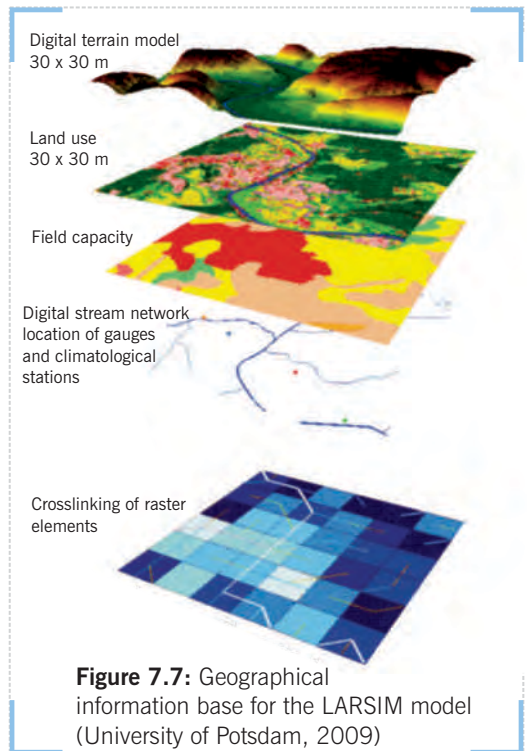 Digital terrain model
30 x 30 m
Land use
30 x 30 m
Field capacity
Digital stream network
location of gauges
and climatological
stations
Crosslinking of raster
elements
Figure 7.7: Geographical
information base for the LARSIM model
(University of Potsdam, 2009)